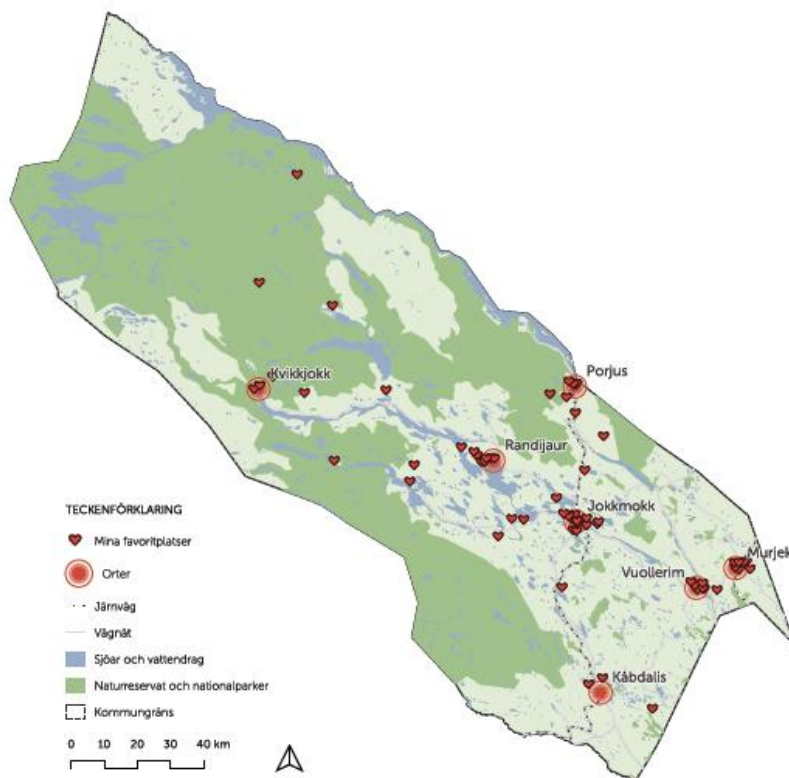 Kvikkjokk
Porjus
Randijaur
Jokkmokk
Murjek
Vuollerim
Kåbdalis
TECKENFÖRKLARING
Mina favoritplatser
Orter
Järnväg
Vägnät
Sjöar och vattendrag
Naturreservat och nationalparker
Kommungräns
0 10 20 30 40 km